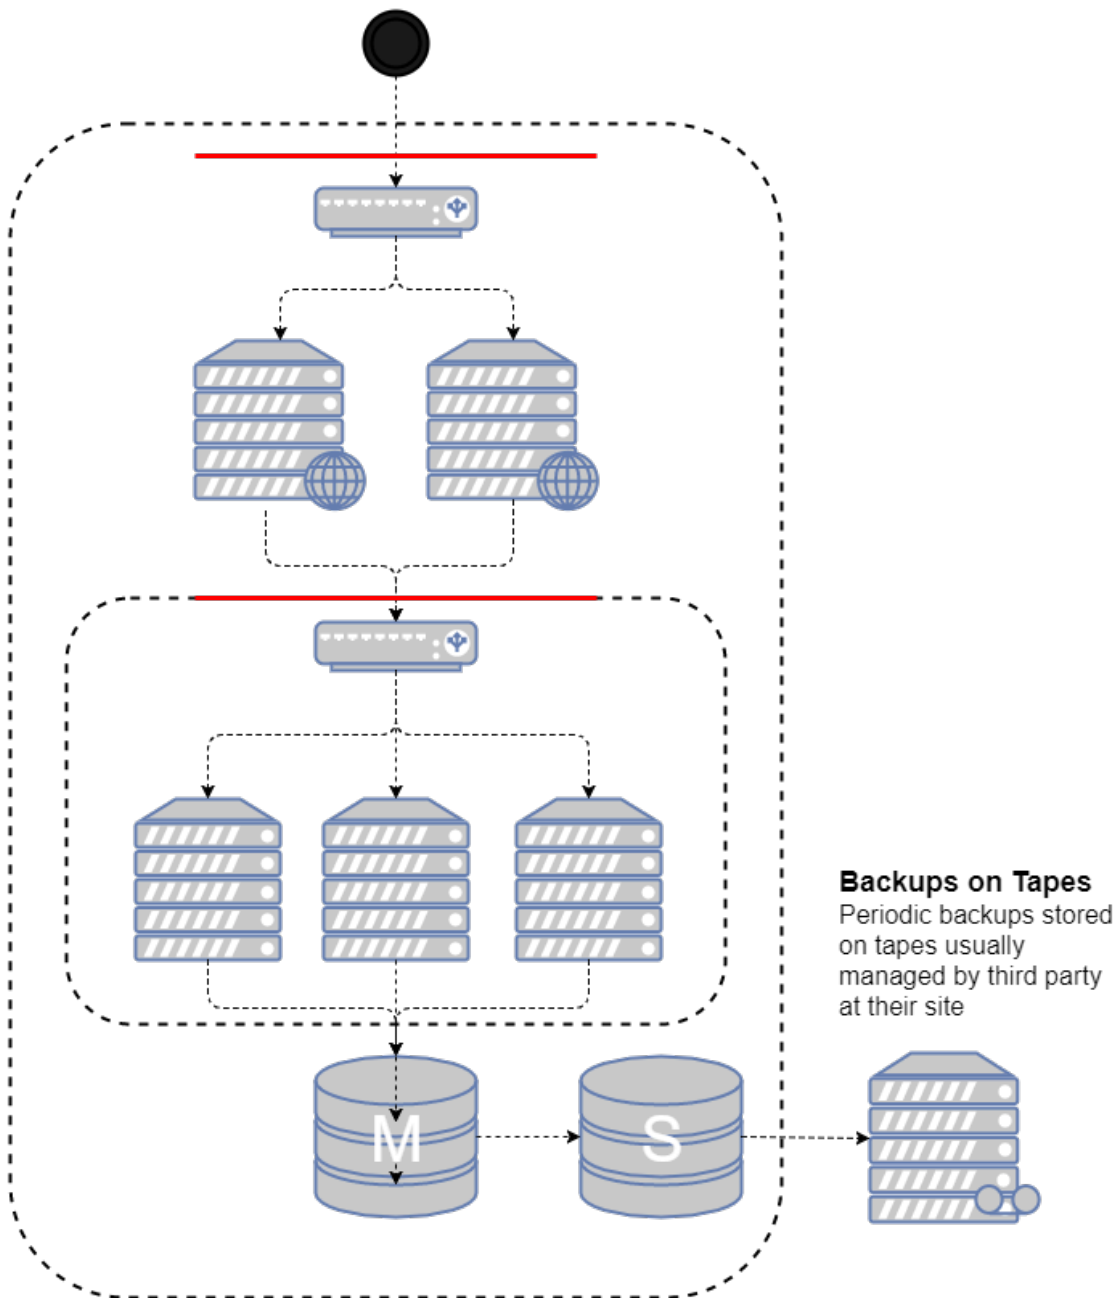 Backups on Tapes
Periodic backups stored
on tapes usually
managed by third party
at their site
M
S